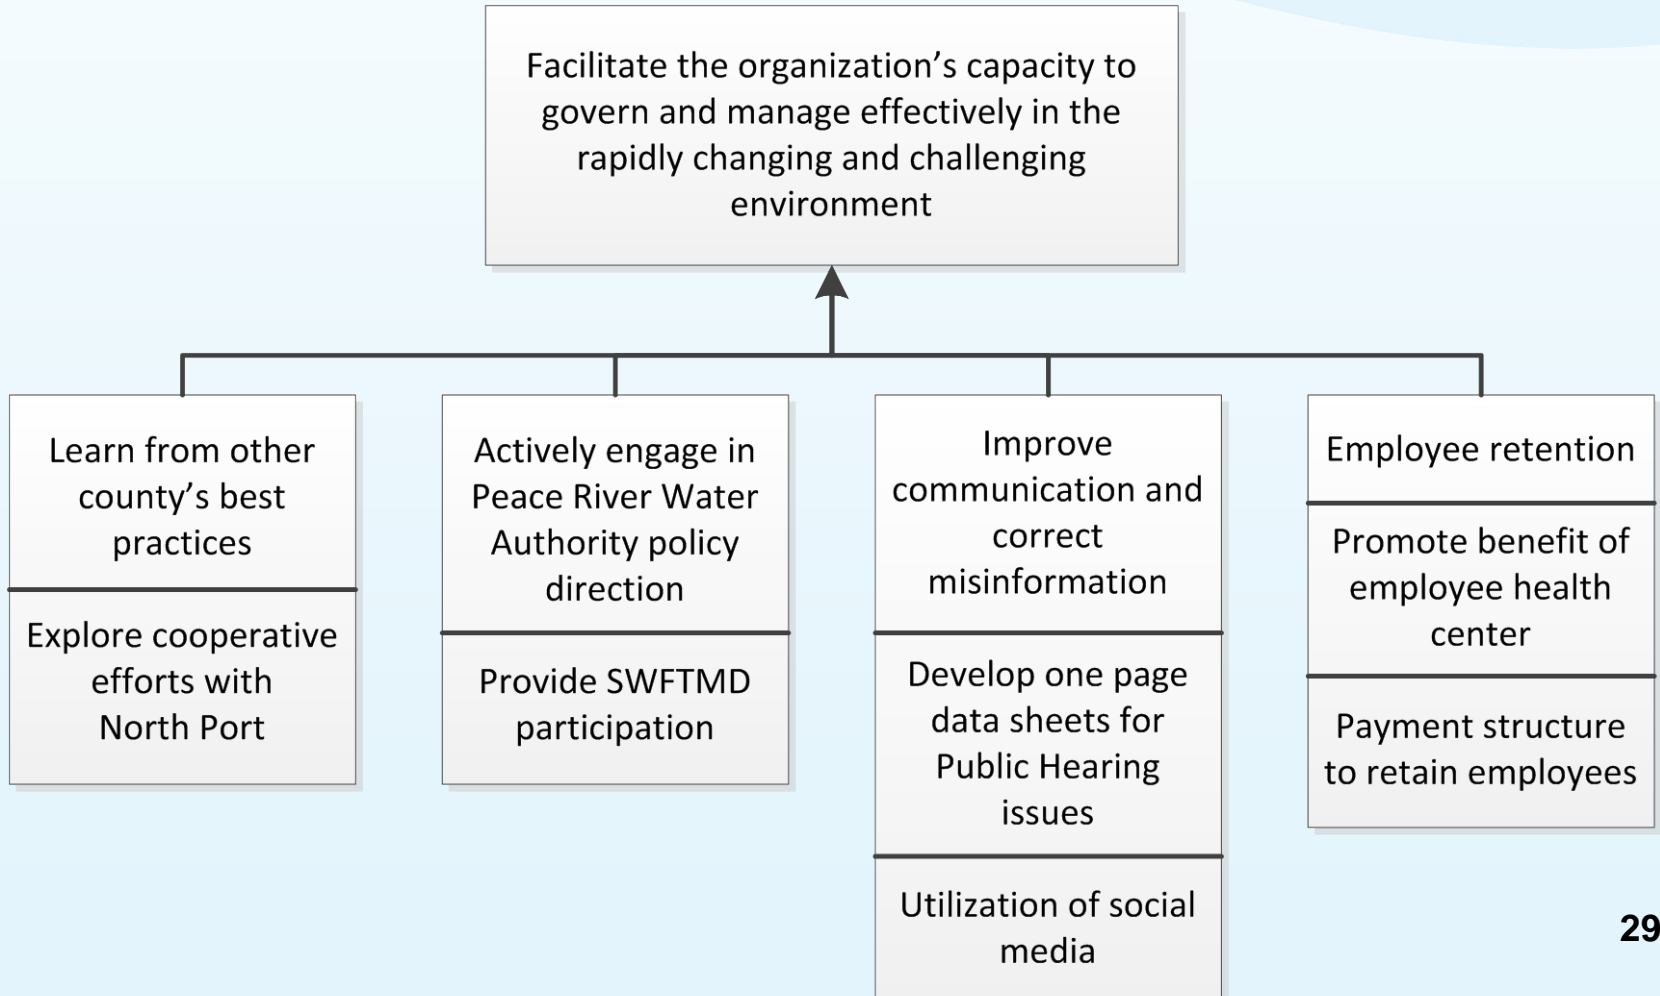 Facilitate the organization’s capacity to
govern and manage effectively in the
rapidly changing and challenging
environment
Learn from other
county’s best
practices
Explore cooperative
efforts with
North Port
Actively engage in
Peace River Water
Authority policy
direction
Provide SWFTMD
participation
Improve
communication and
correct
misinformation
Develop one page
data sheets for
Public Hearing
issues
Utilization of social
media
Employee retention
Promote benefit of
employee health
center
Payment structure
to retain employees
29